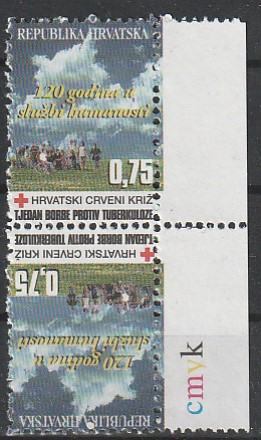 REPUBLIKA HRVATSKA
120 godina u
službi humanosti
0,75
HRVATSKI CRVENI KRIŽ
TJEDAN BORBE PROTIV TUBERKULOZE
TJEDAN BORBE PROTIV TUBERKULOZE
HRVATSKI CRVENI KRIŽ
0,75
120 godina u
službi humanosti
REPUBLIKA HRVATSKA
cmyk